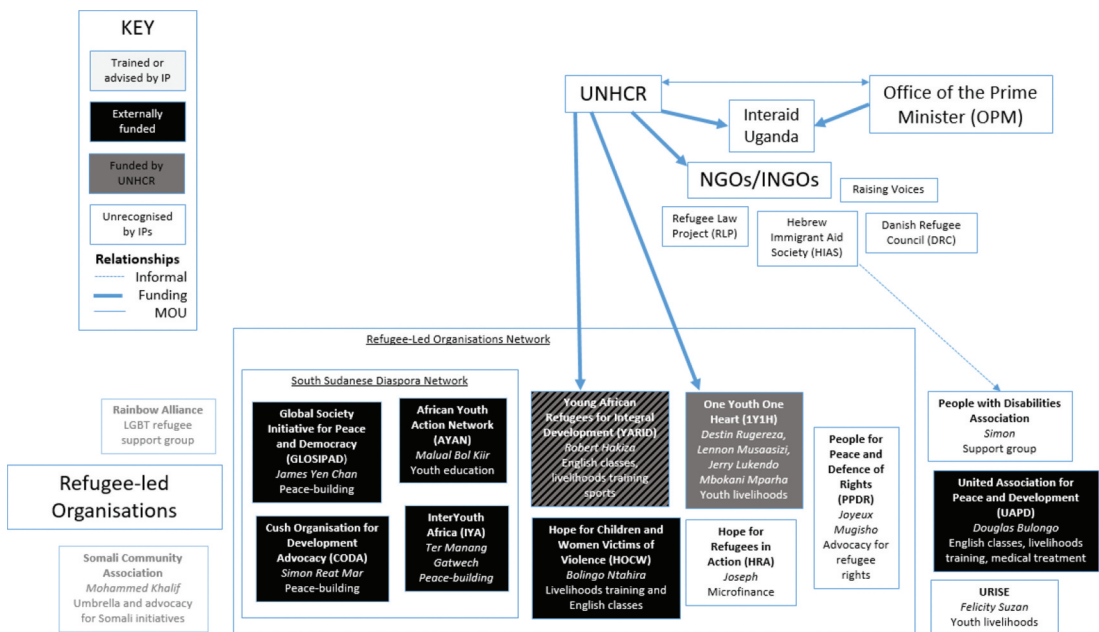 KEY
Trained or
advised by IP
Externally
funded
Funded by
UNHCR
Unrecognised
by IPs
Relationships
Informal
Funding
MOU
UNHCR
Office of the Prime
Minister (OPM)
Interaid
Uganda
NGOs/INGOs
Raising Voices
Refugee Law
Project (RLP)
Hebrew
Immigrant Aid
Society (HIAS)
Danish Refugee
Council (DRC)
Refugee-Led Organisations Network
South Sudanese Diaspora Network
Rainbow Alliance
LGBT refugee
support group
Refugee-led
Organisations
Somali Community
Association
Mohammed Khalif
Umbrella and advocacy
for Somali initiatives
Global Society
Initiative for Peace
and Democracy
(GLOSIPAD)
James Yen Chan
Peace-building
African Youth
Action Network
(AYAN)
Malual Bol Kiir
Youth education
Cush Organisation for
Development
Advocacy (CODA)
Simon Reat Mar
Peace-building
InterYouth
Africa (IYA)
Ter Manang
Gatwech
Peace-building
Young African
Refugees for Integral
Development (YARID)
Robert Hakiza
English classes,
livelihoods training
sports
One Youth One
Heart (1Y1H)
Destin Rugereza,
Lennon Musaasizi,
Jerry Lukendo
Mbokani Mparha
Youth livelihoods
Hope for Children and
Women Victims of
Violence (HOCW)
Bolingo Ntahira
Livelihoods training and
English classes
Hope for
Refugees in
Action (HRA)
Joseph
Microfinance
People for
Peace and
Defence of
Rights
(PPDR)
Joyeux
Mugisho
Advocacy for
refugee
rights
People with Disabilities
Association
Simon
Support group
United Association for
Peace and Development
(UAPD)
Douglas Bulongo
English classes, livelihoods
training, medical treatment
URISE
Felicity Suzan
Youth livelihoods